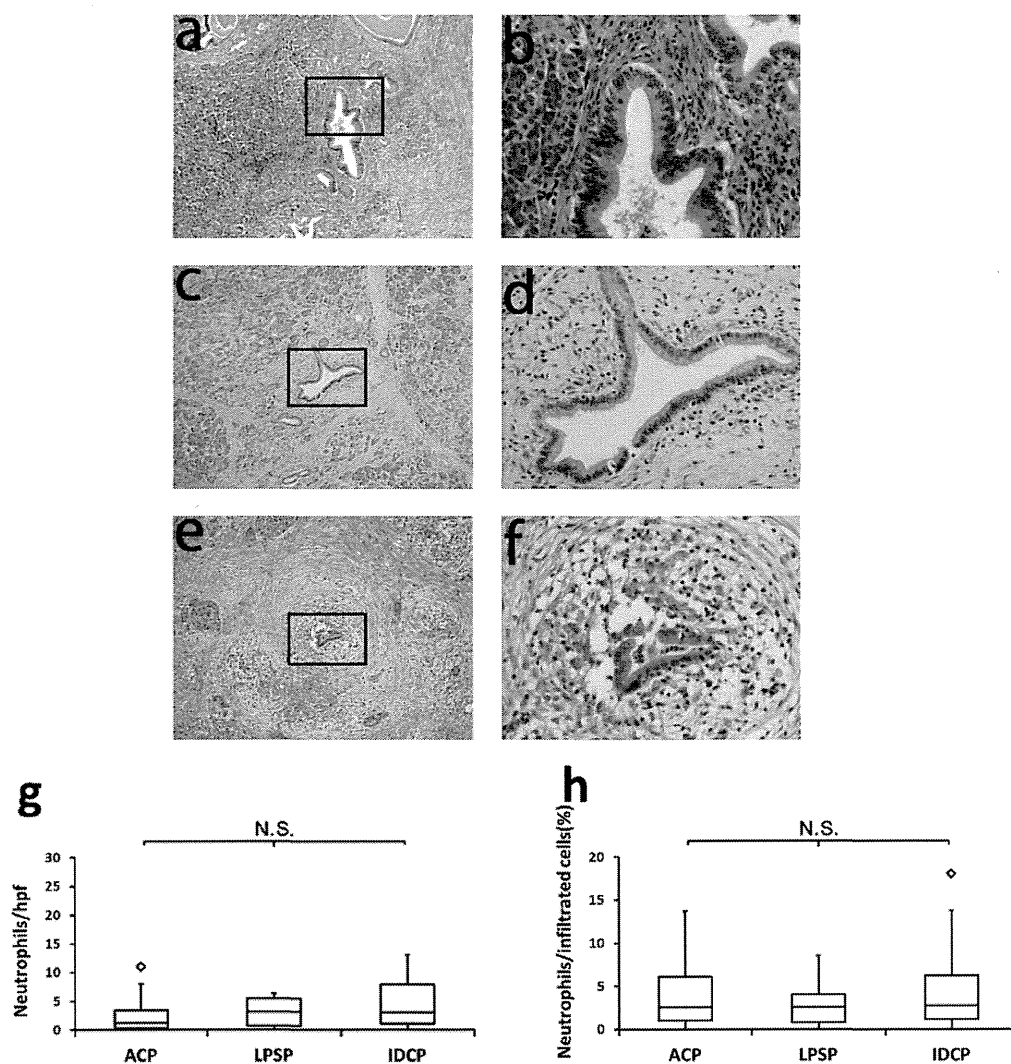 a
b
c
d
e
f
g
N.S.
Neutrophils/hpf
30
25
20
15
10
5
0
ACP LPSP IDCP
h
N.S.
Neutrophils/infiltrated cells(%)
20
15
10
5
0
ACP LPSP IDCP